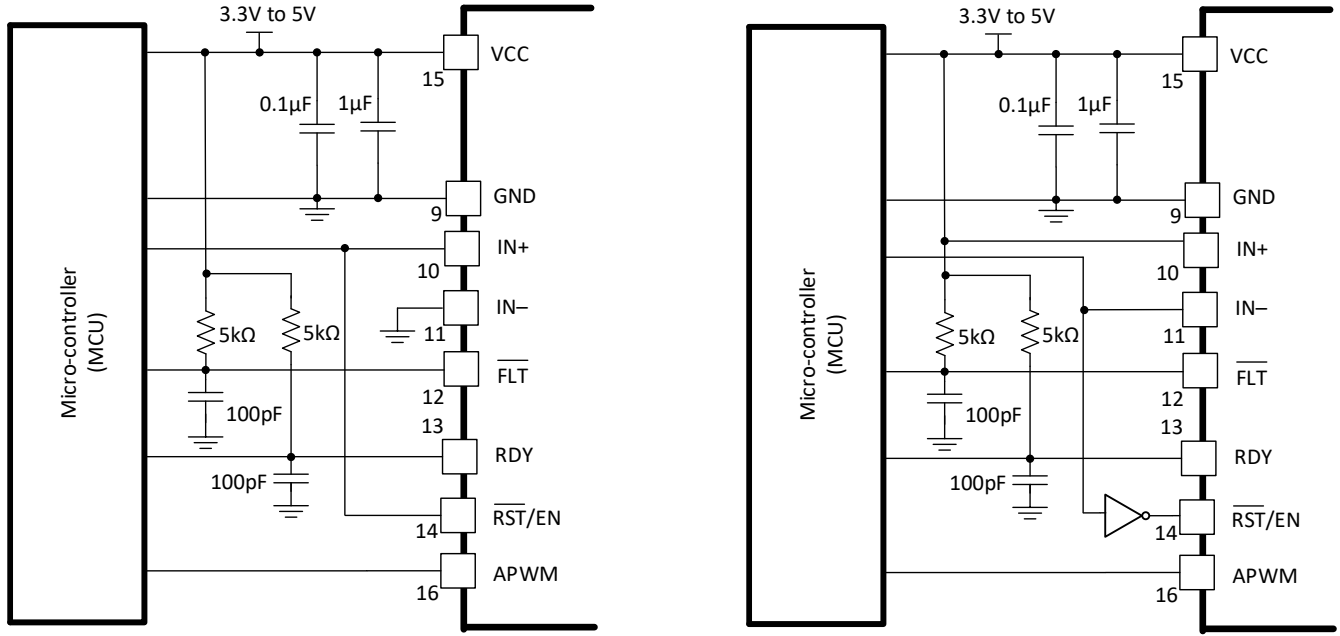 3.3V to 5V
VCC
15
0.1µF
1µF
GND
9
IN+
10
IN–
11
5kΩ
5kΩ
Micro-controller
(MCU)
FLT
12
100pF
13
RDY
100pF
RST/EN
14
APWM
16
3.3V to 5V
VCC
15
0.1µF
1µF
GND
9
IN+
10
IN–
11
5kΩ
5kΩ
Micro-controller
(MCU)
FLT
12
100pF
13
RDY
100pF
RST/EN
14
APWM
16